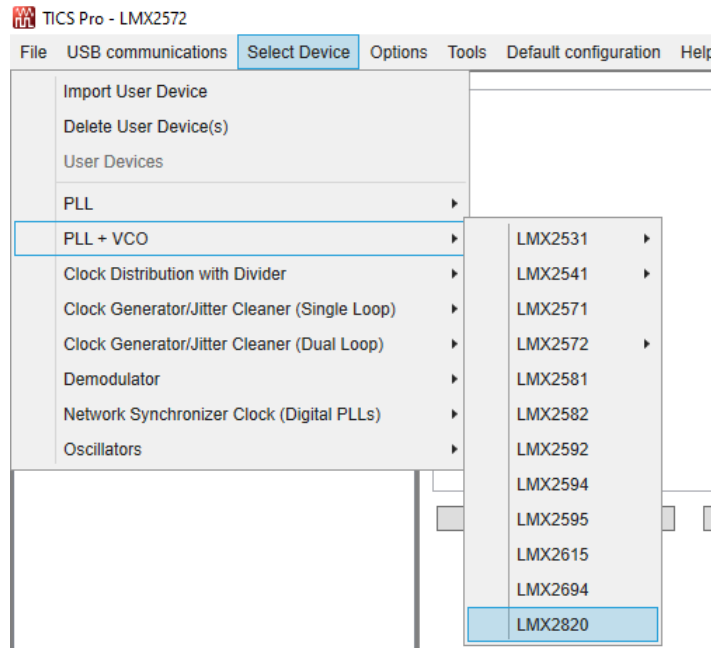 TICS Pro - LMX2572
File USB communications Select Device Options Tools Default configuration Help
Import User Device
Delete User Device(s)
User Devices
PLL
PLL + VCO
Clock Distribution with Divider
Clock Generator/Jitter Cleaner (Single Loop)
Clock Generator/Jitter Cleaner (Dual Loop)
Demodulator
Network Synchronizer Clock (Digital PLLs)
Oscillators
LMX2531
LMX2541
LMX2571
LMX2572
LMX2581
LMX2582
LMX2592
LMX2594
LMX2595
LMX2615
LMX2694
LMX2820